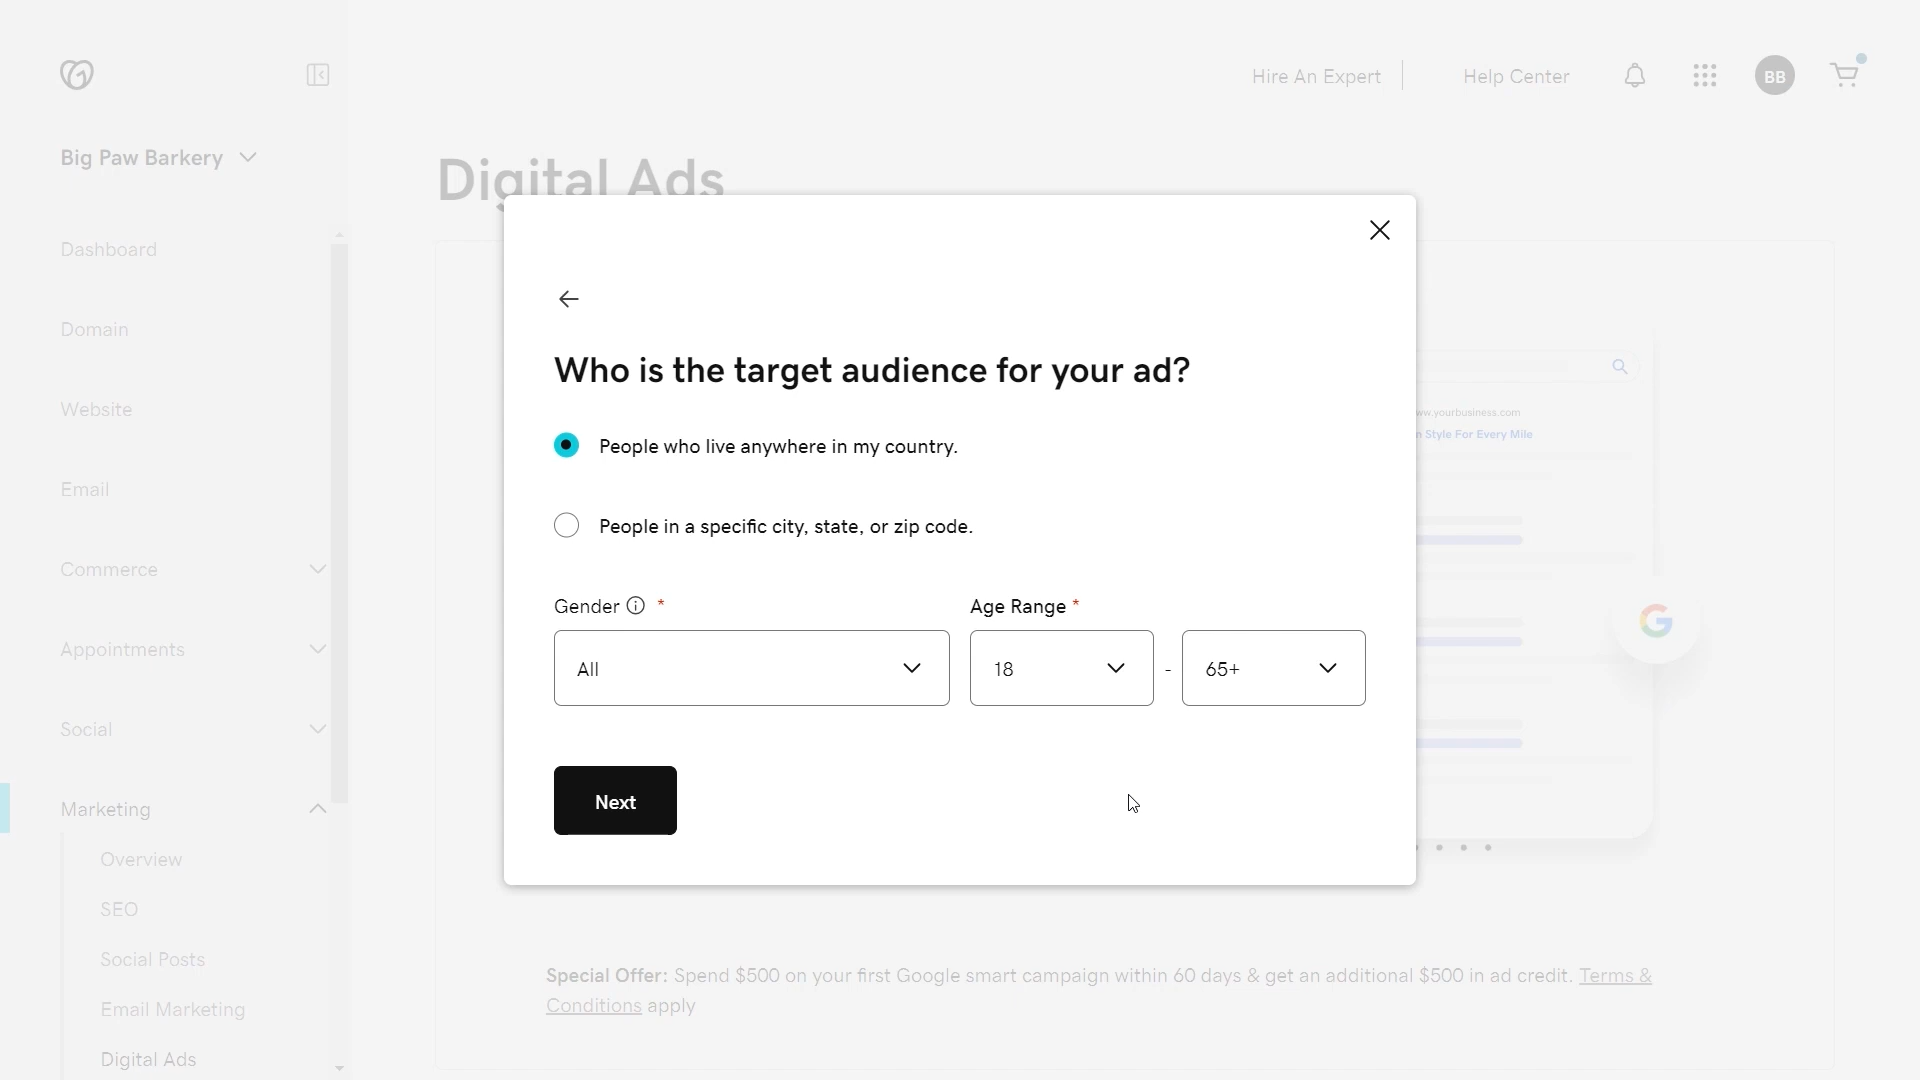 Hire An Expert
Help Center
BB
Big Paw Barkery
Digital Ads
Dashboard
Domain
Website
Email
Commerce
Appointments
Social
Marketing
Overview
SEO
Social Posts
Email Marketing
Digital Ads
Who is the target audience for your ad?
People who live anywhere in my country.
People in a specific city, state, or zip code.
Gender *
Age Range *
All
18
-
65+
Next
ww.yourbusiness.com
n Style For Every Mile
Special Offer: Spend $500 on your first Google smart campaign within 60 days & get an additional $500 in ad credit. Terms &
Conditions apply